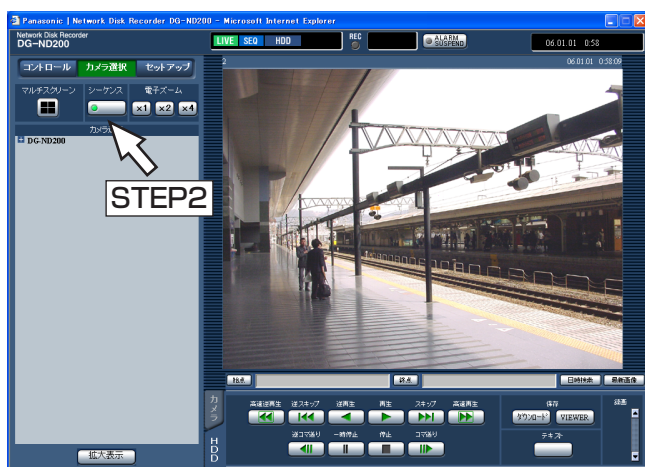 Panasonic | Network Disk Recorder DG-ND200 - Microsoft Internet Explorer
Network Disk Recorder
DG-ND200
LIVE SEQ HDD
REC
ALARM
SUSPEND
06.01.01 0:58
コントロール カメラ選択 セットアップ
2
06.01.01 0:58:09
マルチスクリーン シーケンス 電子ズーム
x1 x2 x4
DG-ND200
STEP2
始点 終点 日時検索 最新画像
カメラ
HDD
高速逆再生 逆スキップ 逆再生 再生 スキップ 高速再生
保存
録画
ダウンロード VIEWER
逆コマ送り 一時停止 停止 コマ送り
テキスト
拡大表示